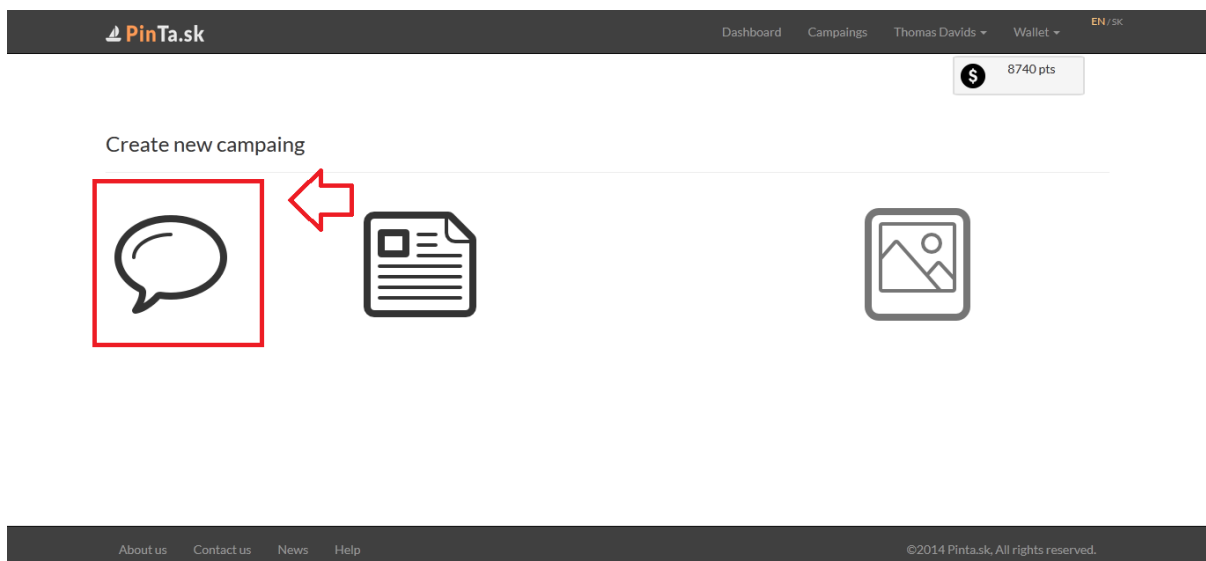 PinTa.sk Dashboard Campaings Thomas Davids Wallet EN/SK
8740 pts
Create new campaing
About us Contact us News Help ©2014 Pinta.sk, All rights reserved.